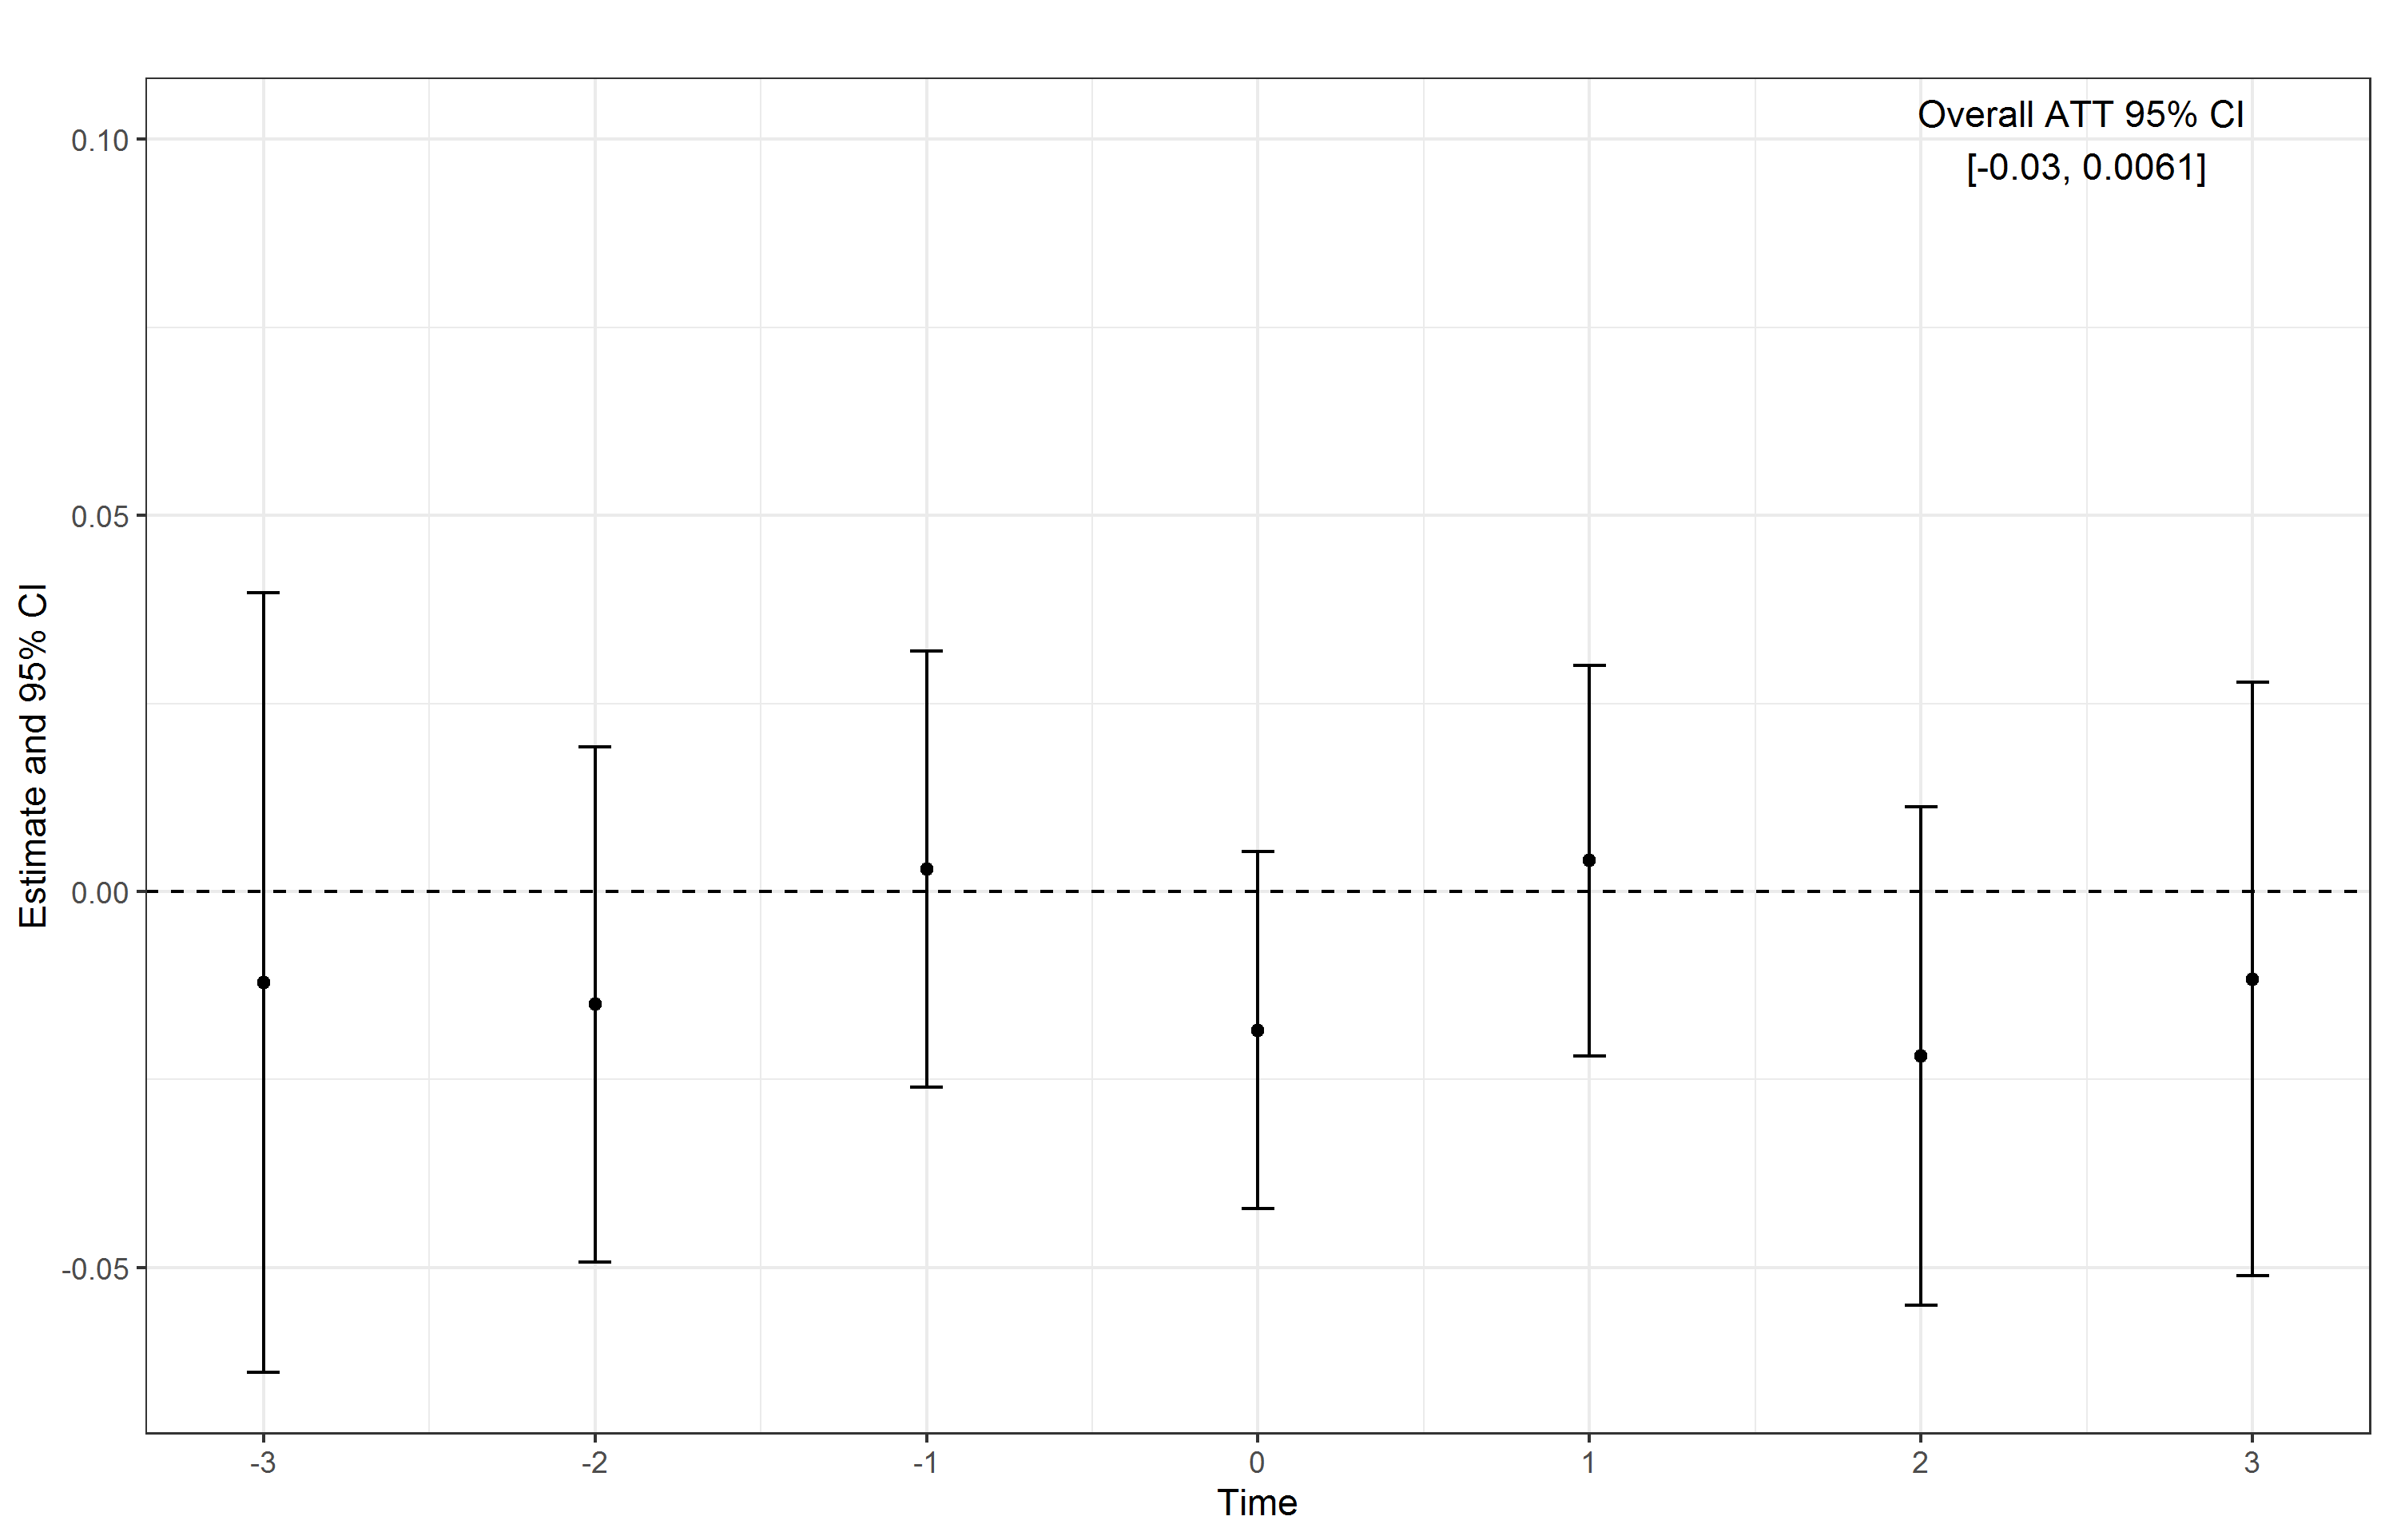 Overall ATT 95% CI
[-0.03, 0.0061]
0.10
0.05
0.00
-0.05
Estimate and 95% CI
-3 -2 -1 0 1 2 3
Time